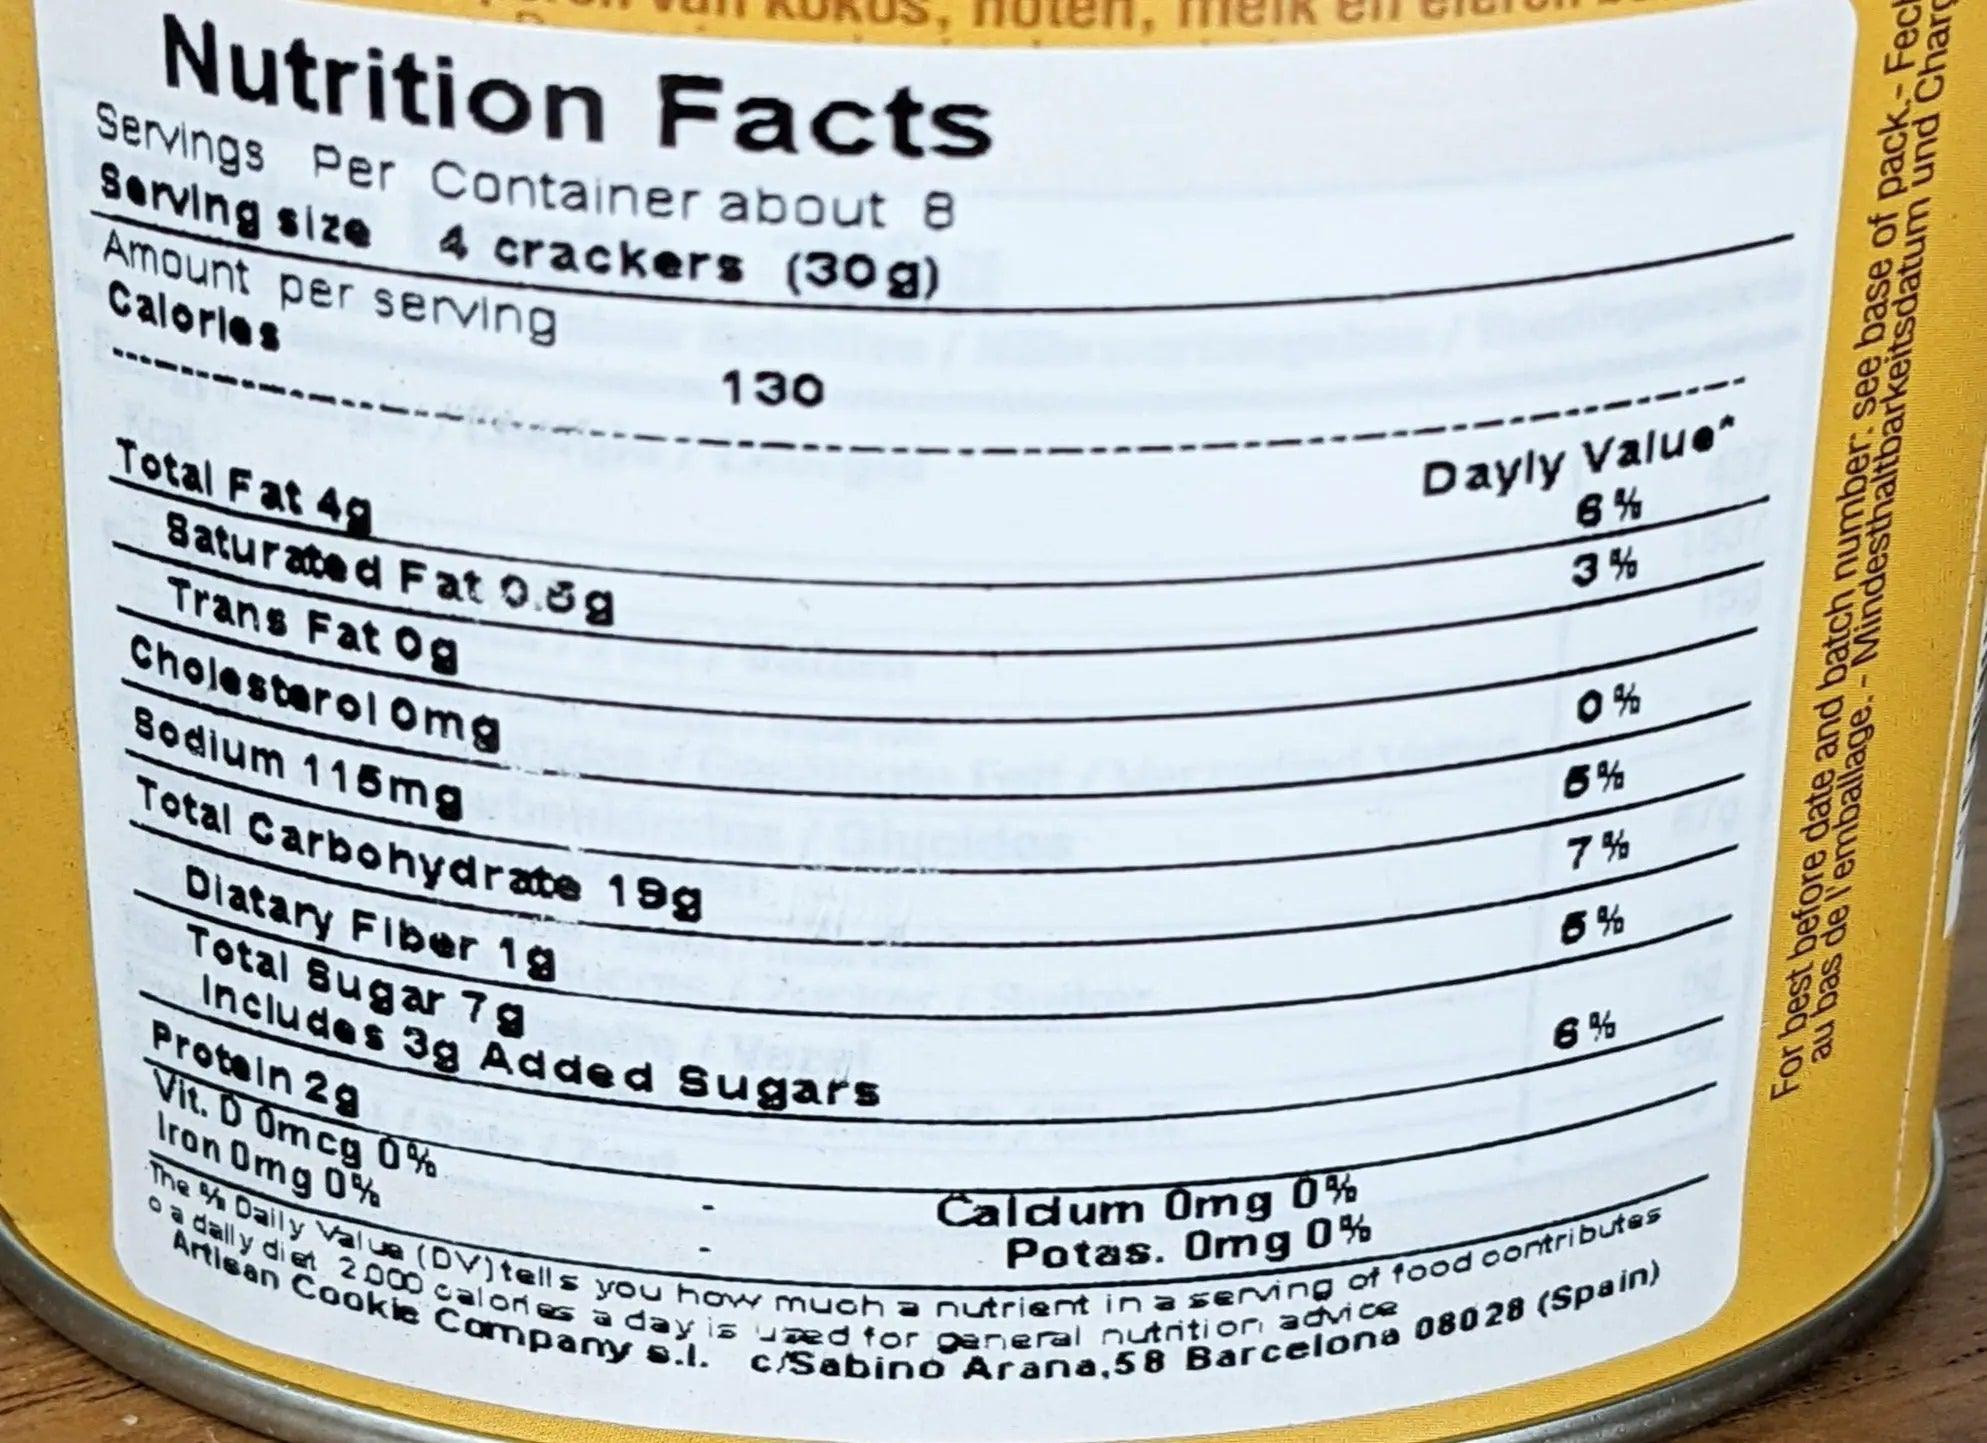 van kokos, noten, melk en
Nutrition Facts
Servings Per Container about 8
Serving size 4 crackers (30g)
Amount per serving
Calories 130
Dayly Value*
Total Fat 4g 6%
Saturated Fat 0.6g 3%
Trans Fat 0g
Cholesterol 0mg 0%
Sodium 115mg 5%
Total Carbohydrate 19g 7%
Diatary Fiber 1g 5%
Total Sugar 7g
Includes 3g Added Sugars 6%
Protein 2g
Vit. D 0mcg 0% - Calcium 0mg 0%
Iron 0mg 0% - Potas. 0mg 0%
The % Daily Value (DV) tells you how much a nutrient in a serving of food contributes
o a daily diet 2.000 calories a day is used for general nutrition advice
Artisan Cookie Company s.l. c/Sabino Arana,58 Barcelona 08028 (Spain)
For best before date and batch number: see base of pack.-
au bas de l'emballage.- Mindesthaltbarkeitsdatum und